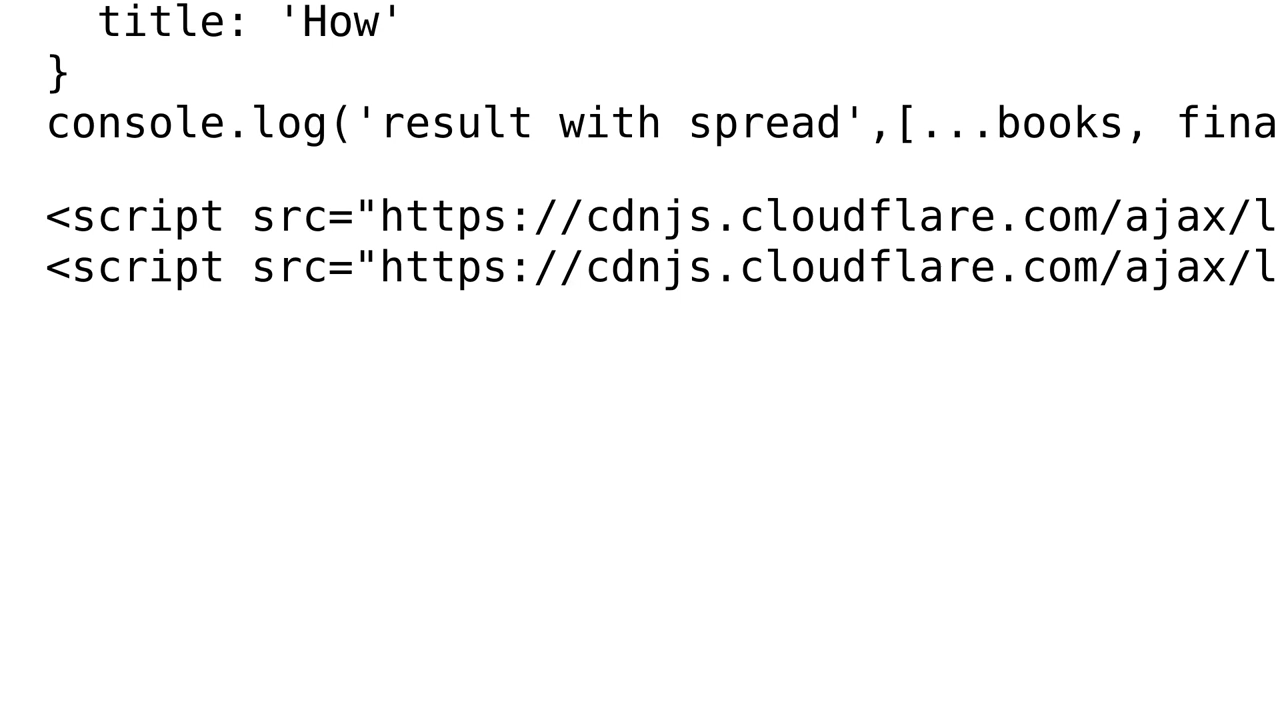 title: 'How'
}
console.log('result with spread',[...books, fina
<script src="https://cdnjs.cloudflare.com/ajax/l
<script src="https://cdnjs.cloudflare.com/ajax/l